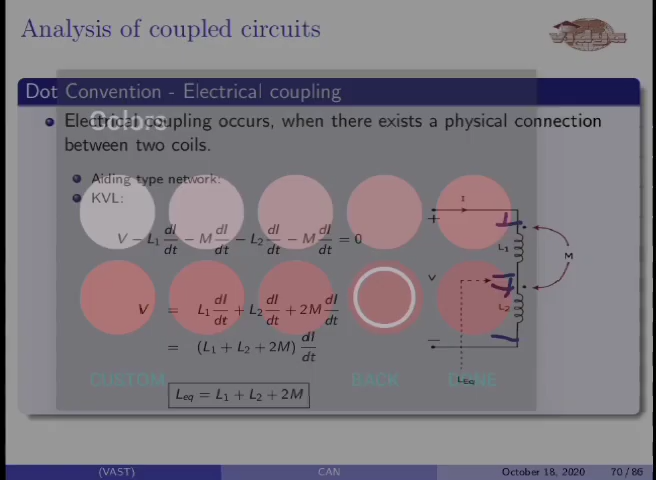 Analysis of coupled circuits
Dot Convention - Electrical coupling
Colors
Electrical coupling occurs, when there exists a physical connection
between two coils.
Aiding type network:
KVL:
V − L₁ dI/dt − M dI/dt − L₂ dI/dt − M dI/dt = 0
V = L₁ dI/dt + L₂ dI/dt + 2M dI/dt
= (L₁ + L₂ + 2M) dI/dt
L_eq = L₁ + L₂ + 2M
I
+
L₁
M
V
L₂
−
L_Eq
CUSTOM BACK DONE
(VAST) CAN October 18, 2020 70 / 86